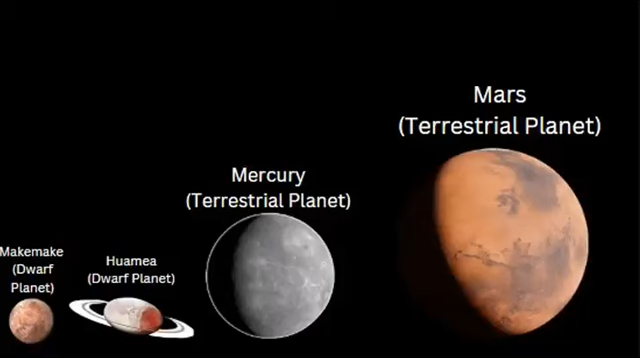 Makemake
(Dwarf
Planet)
Huamea
(Dwarf Planet)
Mercury
(Terrestrial Planet)
Mars
(Terrestrial Planet)